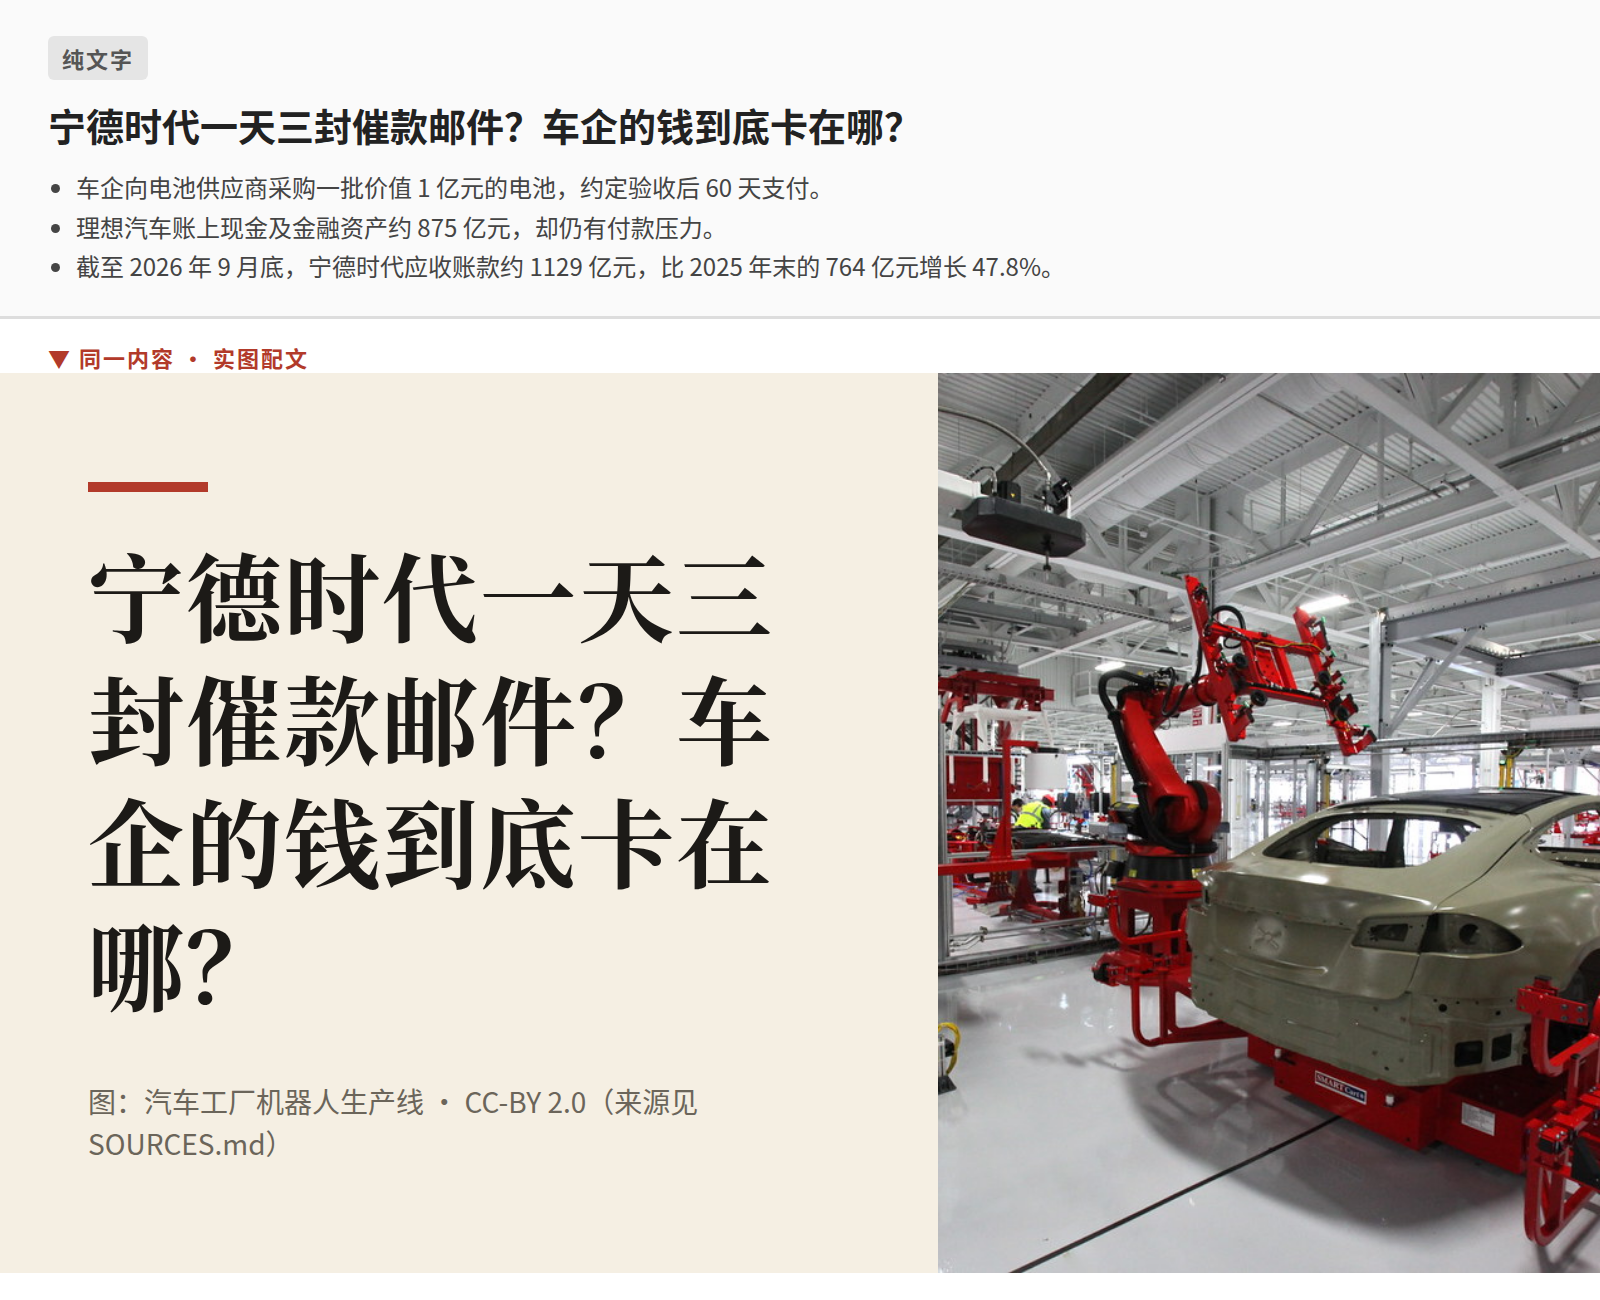 纯文字
宁德时代一天三封催款邮件？车企的钱到底卡在哪？
车企向电池供应商采购一批价值 1 亿元的电池，约定验收后 60 天支付。
理想汽车账上现金及金融资产约 875 亿元，却仍有付款压力。
截至 2026 年 9 月底，宁德时代应收账款约 1129 亿元，比 2025 年末的 764 亿元增长 47.8%。
▼ 同一内容 · 实图配文
宁德时代一天三
封催款邮件？车
企的钱到底卡在
哪？
图：汽车工厂机器人生产线 · CC-BY 2.0（来源见
SOURCES.md）
SMART Cart